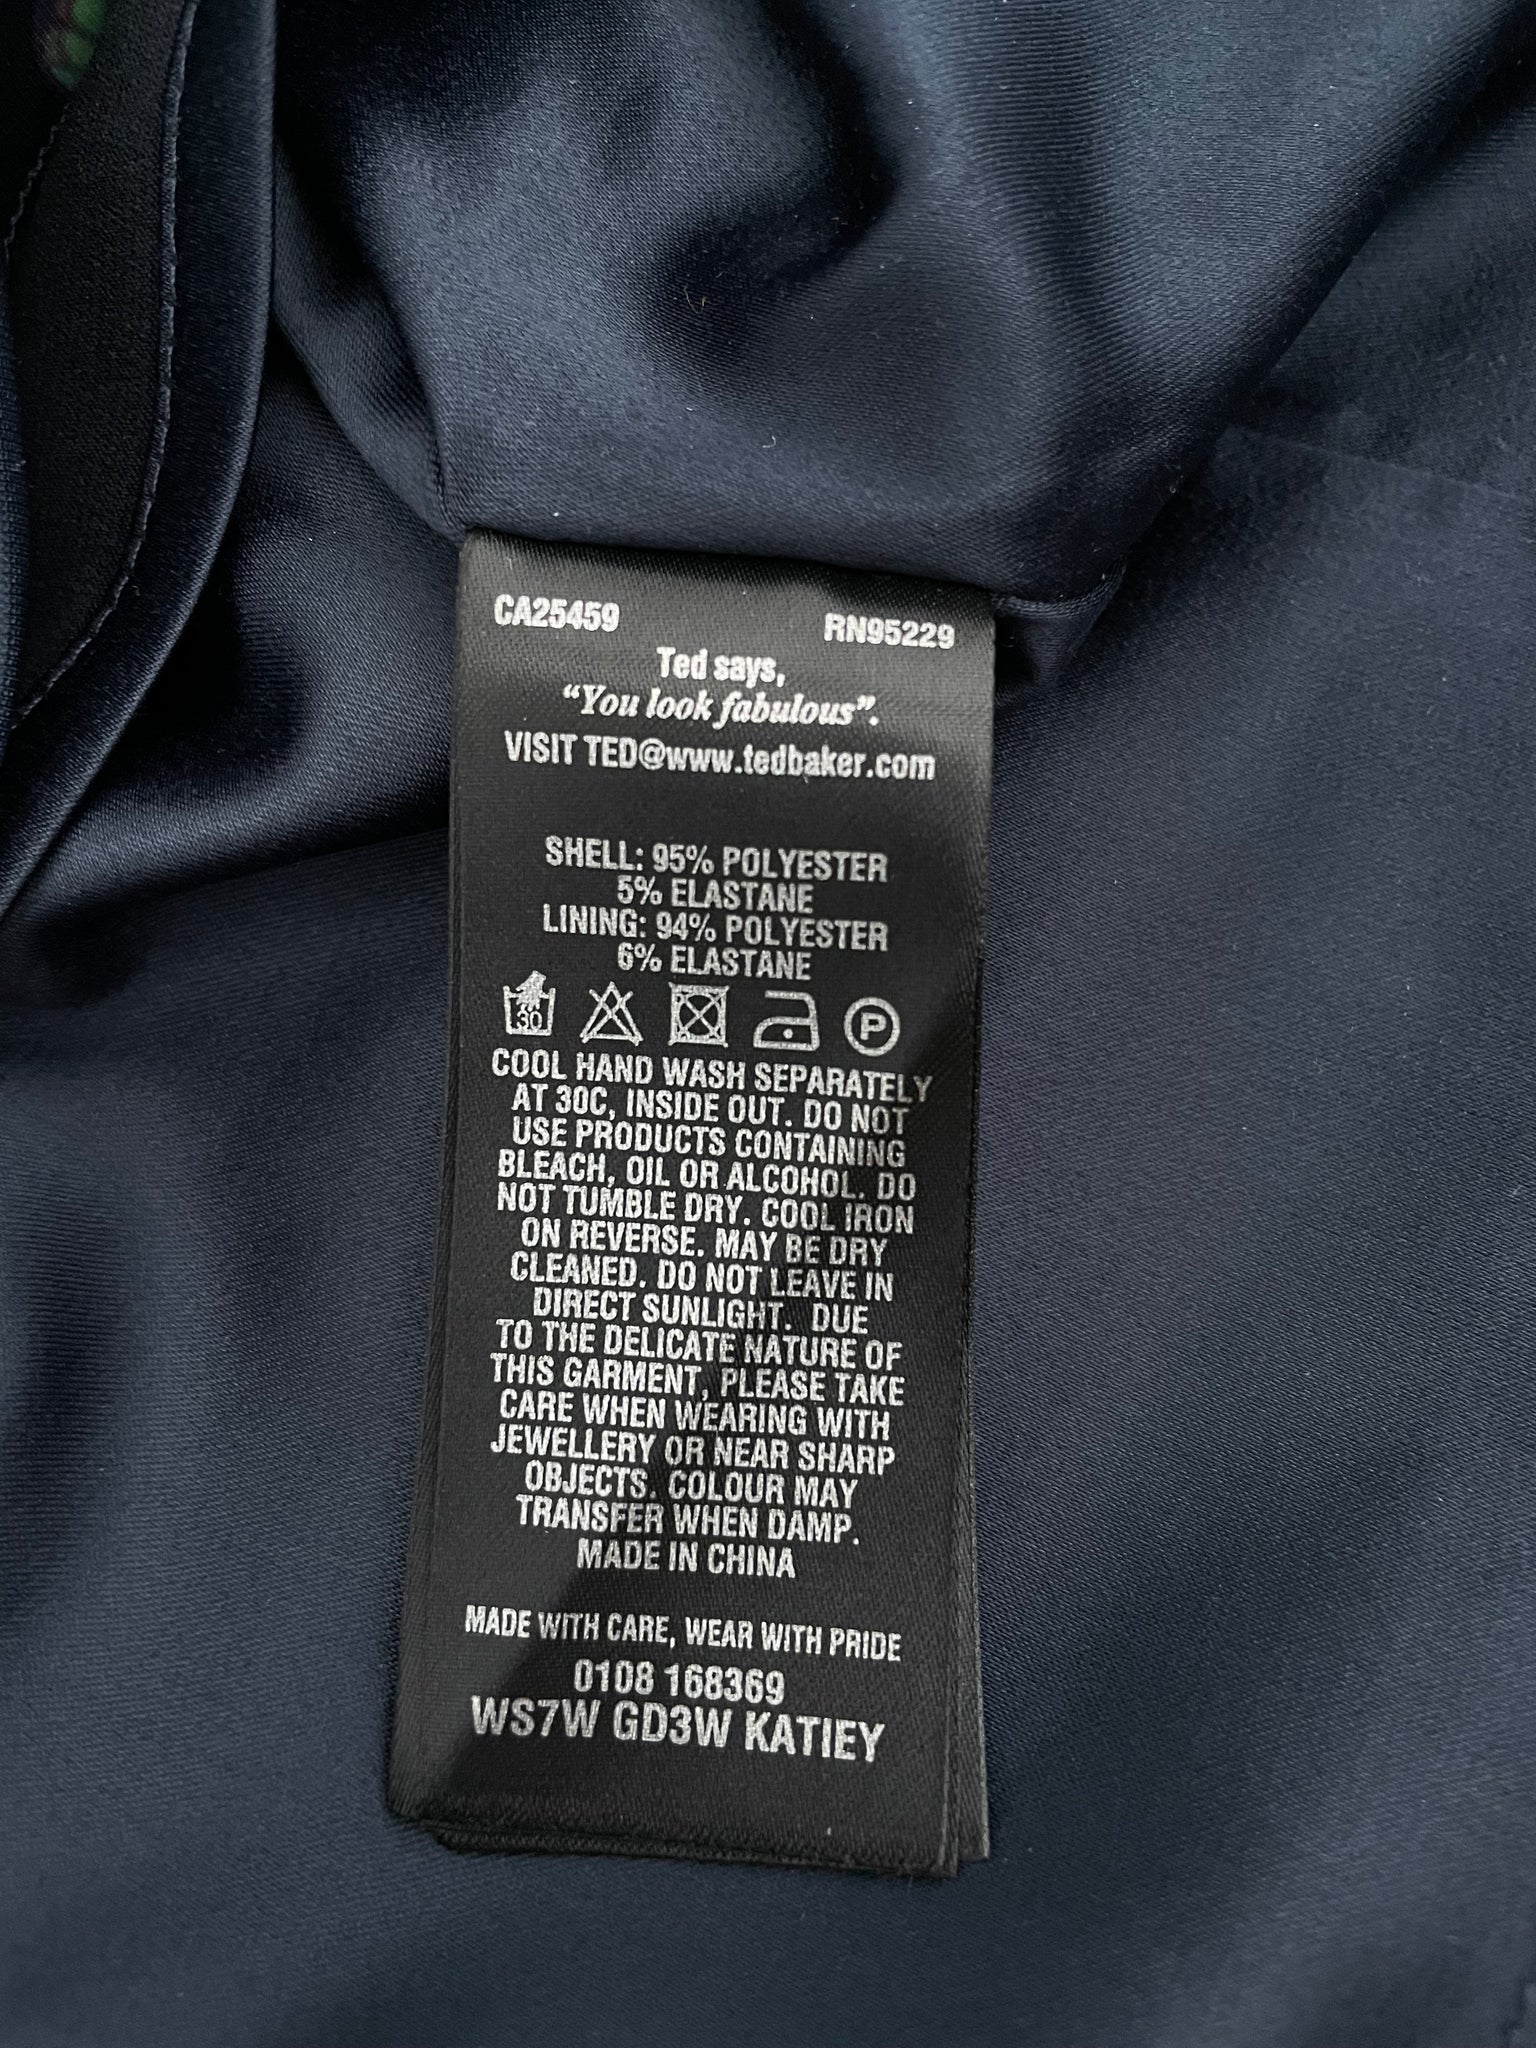 CA25459 RN95229
Ted says,
“You look fabulous”.
VISIT TED@www.tedbaker.com
SHELL: 95% POLYESTER
5% ELASTANE
LINING: 94% POLYESTER
6% ELASTANE
30 P
COOL HAND WASH SEPARATELY
AT 30C, INSIDE OUT. DO NOT
USE PRODUCTS CONTAINING
BLEACH, OIL OR ALCOHOL. DO
NOT TUMBLE DRY. COOL IRON
ON REVERSE. MAY BE DRY
CLEANED. DO NOT LEAVE IN
DIRECT SUNLIGHT. DUE
TO THE DELICATE NATURE OF
THIS GARMENT, PLEASE TAKE
CARE WHEN WEARING WITH
JEWELLERY OR NEAR SHARP
OBJECTS. COLOUR MAY
TRANSFER WHEN DAMP.
MADE IN CHINA
MADE WITH CARE, WEAR WITH PRIDE
0108 168369
WS7W GD3W KATIEY